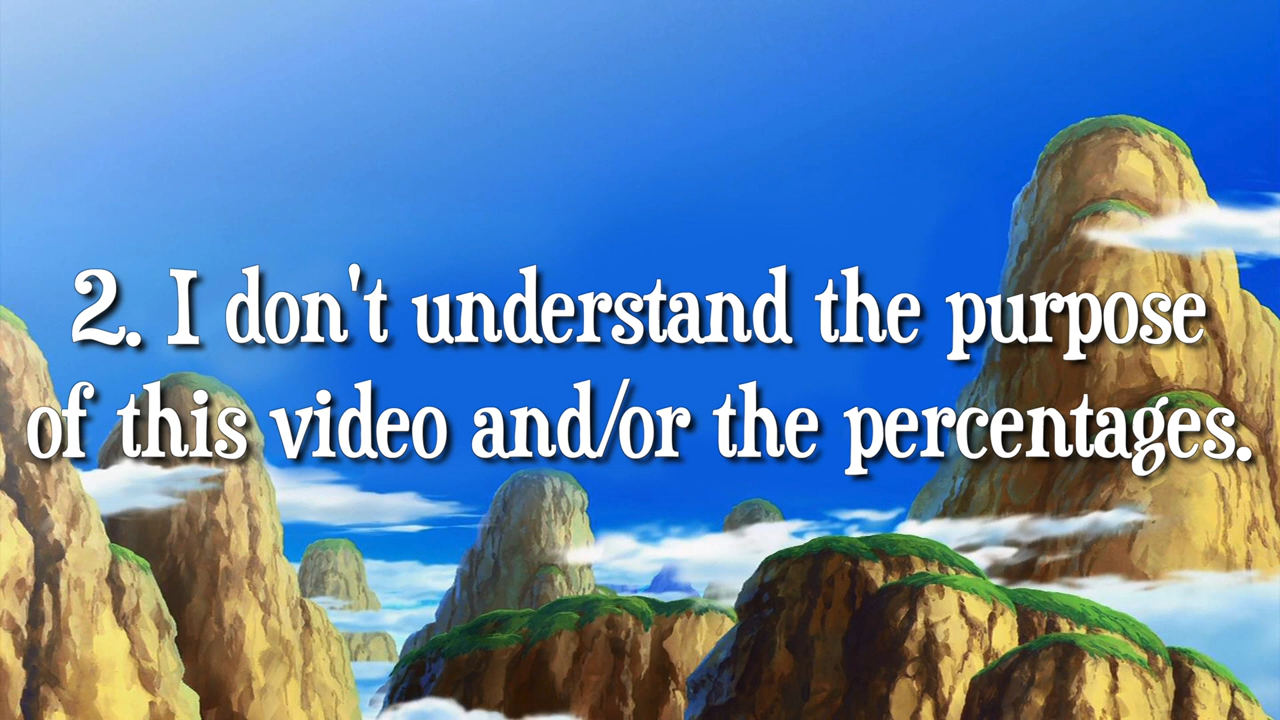 2. I don't understand the purpose
of this video and/or the percentages.